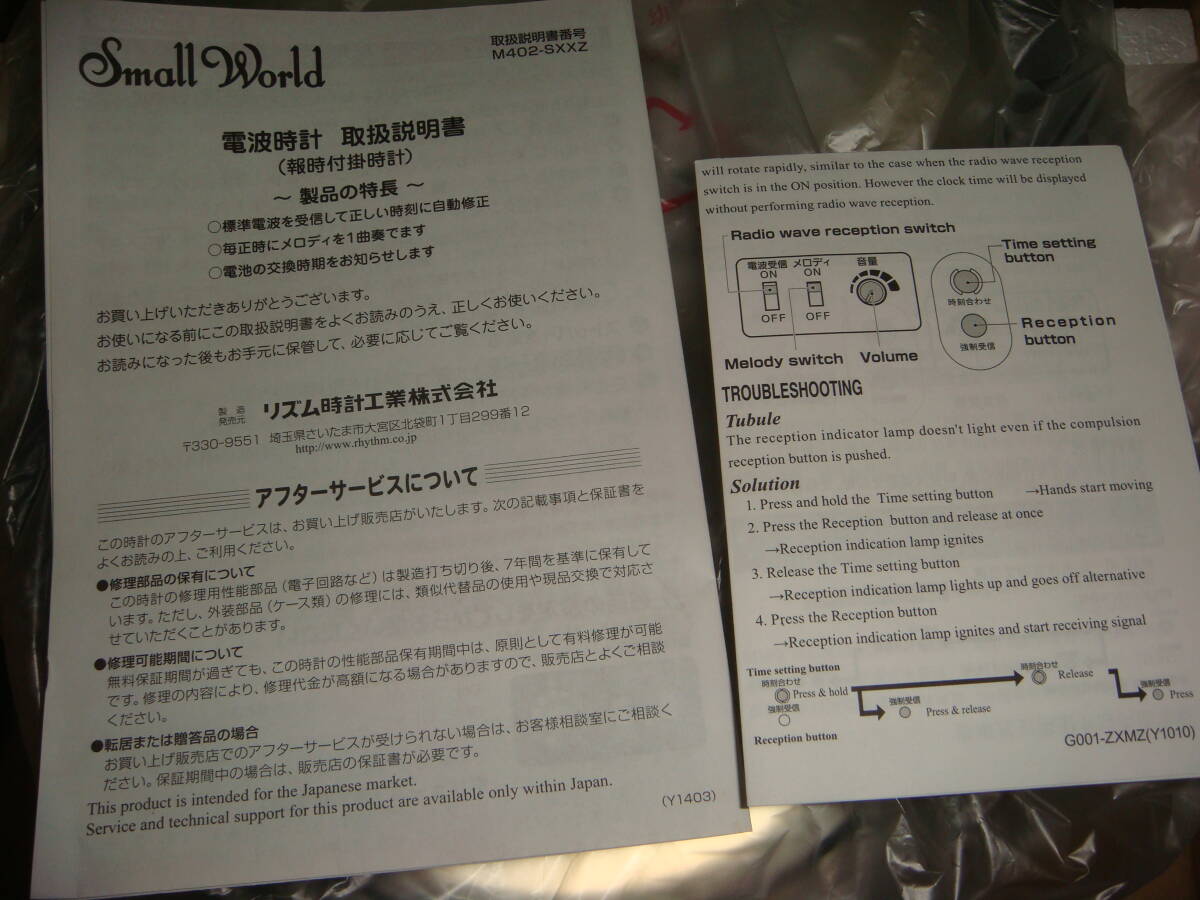 Small World
取扱説明書番号
M402-SXXZ
電波時計 取扱説明書
(報時付掛時計)
～ 製品の特長 ～
○標準電波を受信して正しい時刻に自動修正
○毎正時にメロディを1曲奏でます
○電池の交換時期をお知らせします
お買い上げいただきありがとうございます。
お使いになる前にこの取扱説明書をよくお読みのうえ、正しくお使いください。
お読みになった後もお手元に保管して、必要に応じてご覧ください。
製造
発売元
リズム時計工業株式会社
〒330-9551 埼玉県さいたま市大宮区北袋町1丁目299番12
http://www.rhythm.co.jp
アフターサービスについて
この時計のアフターサービスは、お買い上げ販売店がいたします。次の記載事項と保証書を
よくお読みの上、ご利用ください。
●修理部品の保有について
この時計の修理用性能部品(電子回路など)は製造打ち切り後、7年間を基準に保有して
います。ただし、外装部品(ケース類)の修理には、類似代替品の使用や現品交換で対応さ
せていただくことがあります。
●修理可能期間について
無料保証期間が過ぎても、この時計の性能部品保有期間中は、原則として有料修理が可能
です。修理の内容により、修理代金が高額になる場合がありますので、販売店とよくご相談
ください。
●転居または贈答品の場合
お買い上げ販売店でのアフターサービスが受けられない場合は、お客様相談室にご相談く
ださい。保証期間中の場合は、販売店の保証書が必要です。
This product is intended for the Japanese market.
Service and technical support for this product are available only within Japan.
(Y1403)
will rotate rapidly, similar to the case when the radio wave reception
switch is in the ON position. However the clock time will be displayed
without performing radio wave reception.
Radio wave reception switch
Time setting
button
電波受信 メロディ 音量
ON ON
OFF OFF
時刻合わせ
強制受信
Reception
button
Melody switch Volume
TROUBLESHOOTING
Tubule
The reception indicator lamp doesn't light even if the compulsion
reception button is pushed.
Solution
1. Press and hold the Time setting button →Hands start moving
2. Press the Reception button and release at once
→Reception indication lamp ignites
3. Release the Time setting button
→Reception indication lamp lights up and goes off alternative
4. Press the Reception button
→Reception indication lamp ignites and start receiving signal
Time setting button
時刻合わせ
Press & hold
時刻合わせ
Release
強制受信
強制受信
Press & release
強制受信
Press
Reception button
G001-ZXMZ(Y1010)